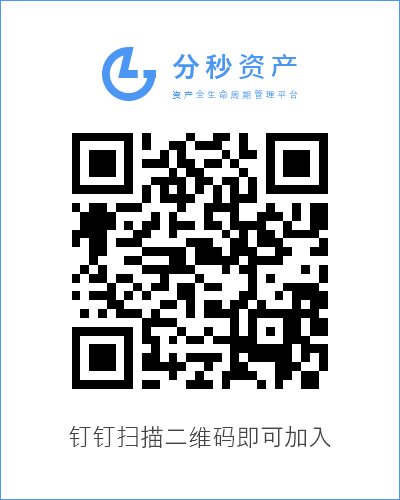 分秒资产
资产全生命周期管理平台
钉钉扫描二维码即可加入